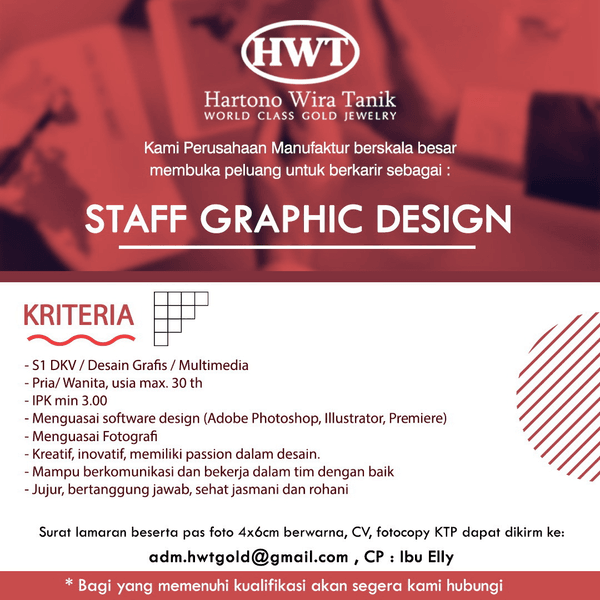 HWT
Hartono Wira Tanik
WORLD CLASS GOLD JEWELRY
Kami Perusahaan Manufaktur berskala besar
membuka peluang untuk berkarir sebagai :
STAFF GRAPHIC DESIGN
KRITERIA
- S1 DKV / Desain Grafis / Multimedia
- Pria/ Wanita, usia max. 30 th
- IPK min 3.00
- Menguasai software design (Adobe Photoshop, Illustrator, Premiere)
- Menguasai Fotografi
- Kreatif, inovatif, memiliki passion dalam desain.
- Mampu berkomunikasi dan bekerja dalam tim dengan baik
- Jujur, bertanggung jawab, sehat jasmani dan rohani
Surat lamaran beserta pas foto 4x6cm berwarna, CV, fotocopy KTP dapat dikirm ke:
adm.hwtgold@gmail.com , CP : Ibu Elly
* Bagi yang memenuhi kualifikasi akan segera kami hubungi